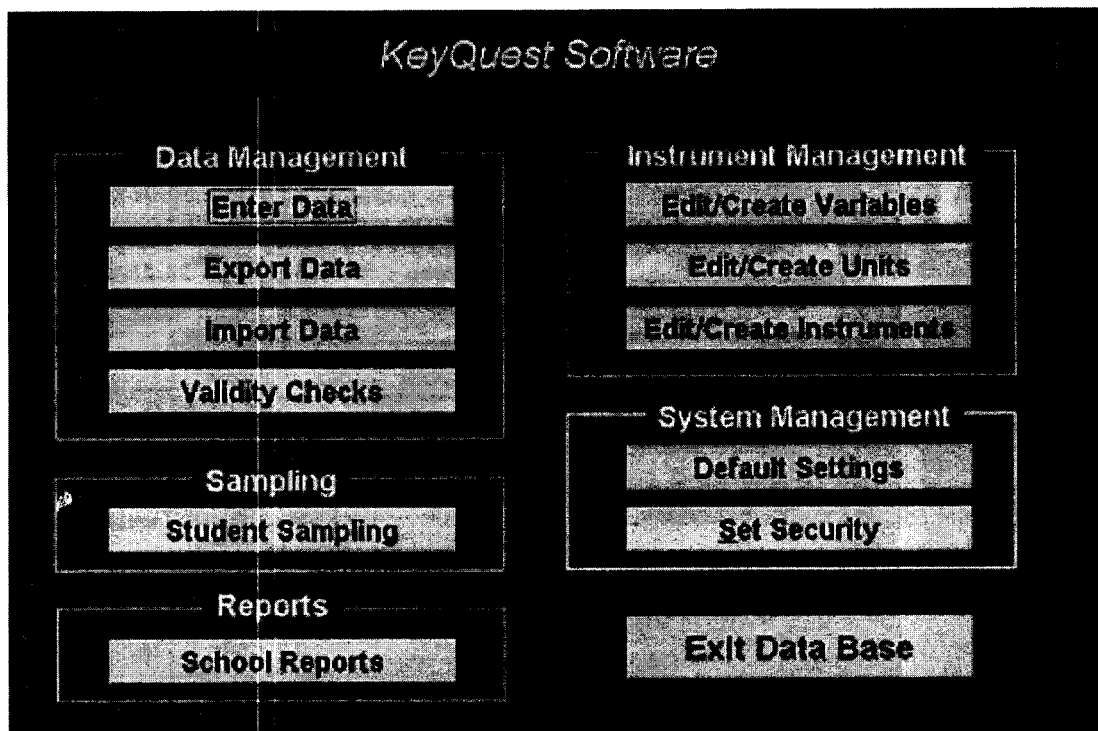 KeyQuest Software
Data Management
Enter Data
Export Data
Import Data
Validity Checks
Sampling
Student Sampling
Reports
School Reports
Instrument Management
Edit/Create Variables
Edit/Create Units
Edit/Create Instruments
System Management
Default Settings
Set Security
Exit Data Base